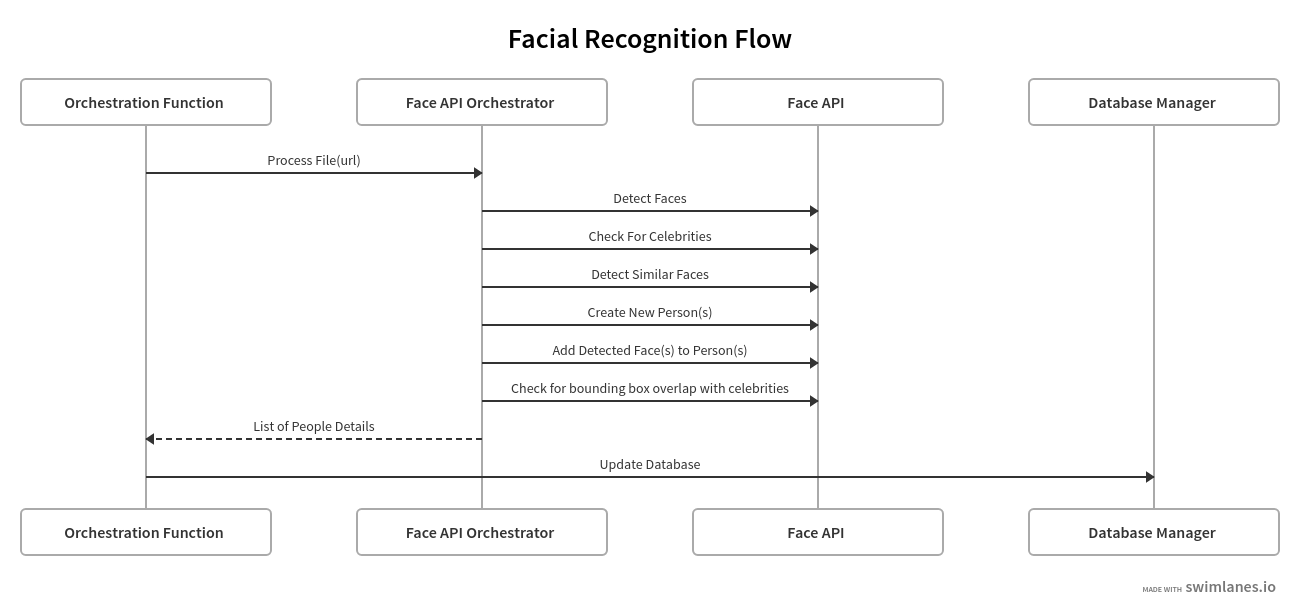 Facial Recognition Flow
Orchestration Function
Face API Orchestrator
Face API
Database Manager
Process File(url)
Detect Faces
Check For Celebrities
Detect Similar Faces
Create New Person(s)
Add Detected Face(s) to Person(s)
Check for bounding box overlap with celebrities
List of People Details
Update Database
Orchestration Function
Face API Orchestrator
Face API
Database Manager
MADE WITH swimlanes.io